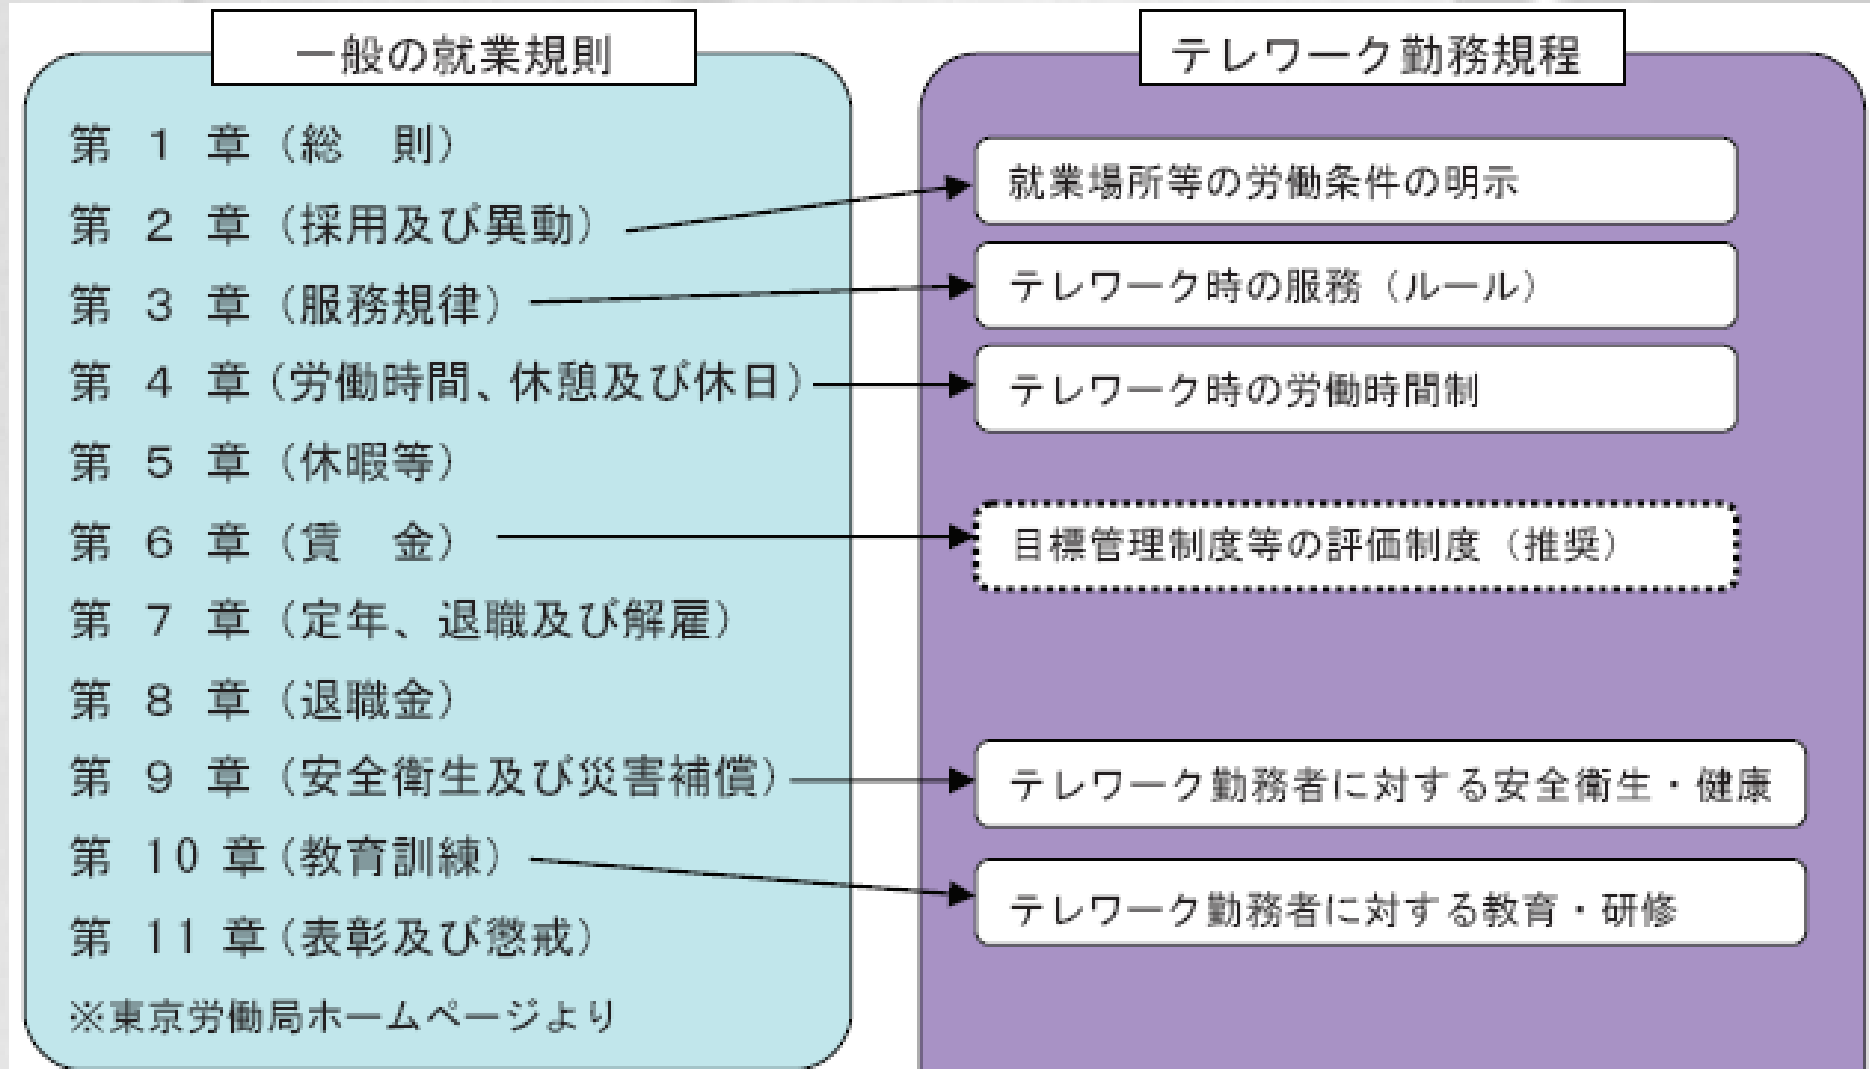 一般の就業規則
第 1 章（総　則）
第 2 章（採用及び異動）
第 3 章（服務規律）
第 4 章（労働時間、休憩及び休日）
第 5 章（休暇等）
第 6 章（賃　金）
第 7 章（定年、退職及び解雇）
第 8 章（退職金）
第 9 章（安全衛生及び災害補償）
第 10 章（教育訓練）
第 11 章（表彰及び懲戒）
※東京労働局ホームページより
テレワーク勤務規程
就業場所等の労働条件の明示
テレワーク時の服務（ルール）
テレワーク時の労働時間制
目標管理制度等の評価制度（推奨）
テレワーク勤務者に対する安全衛生・健康
テレワーク勤務者に対する教育・研修